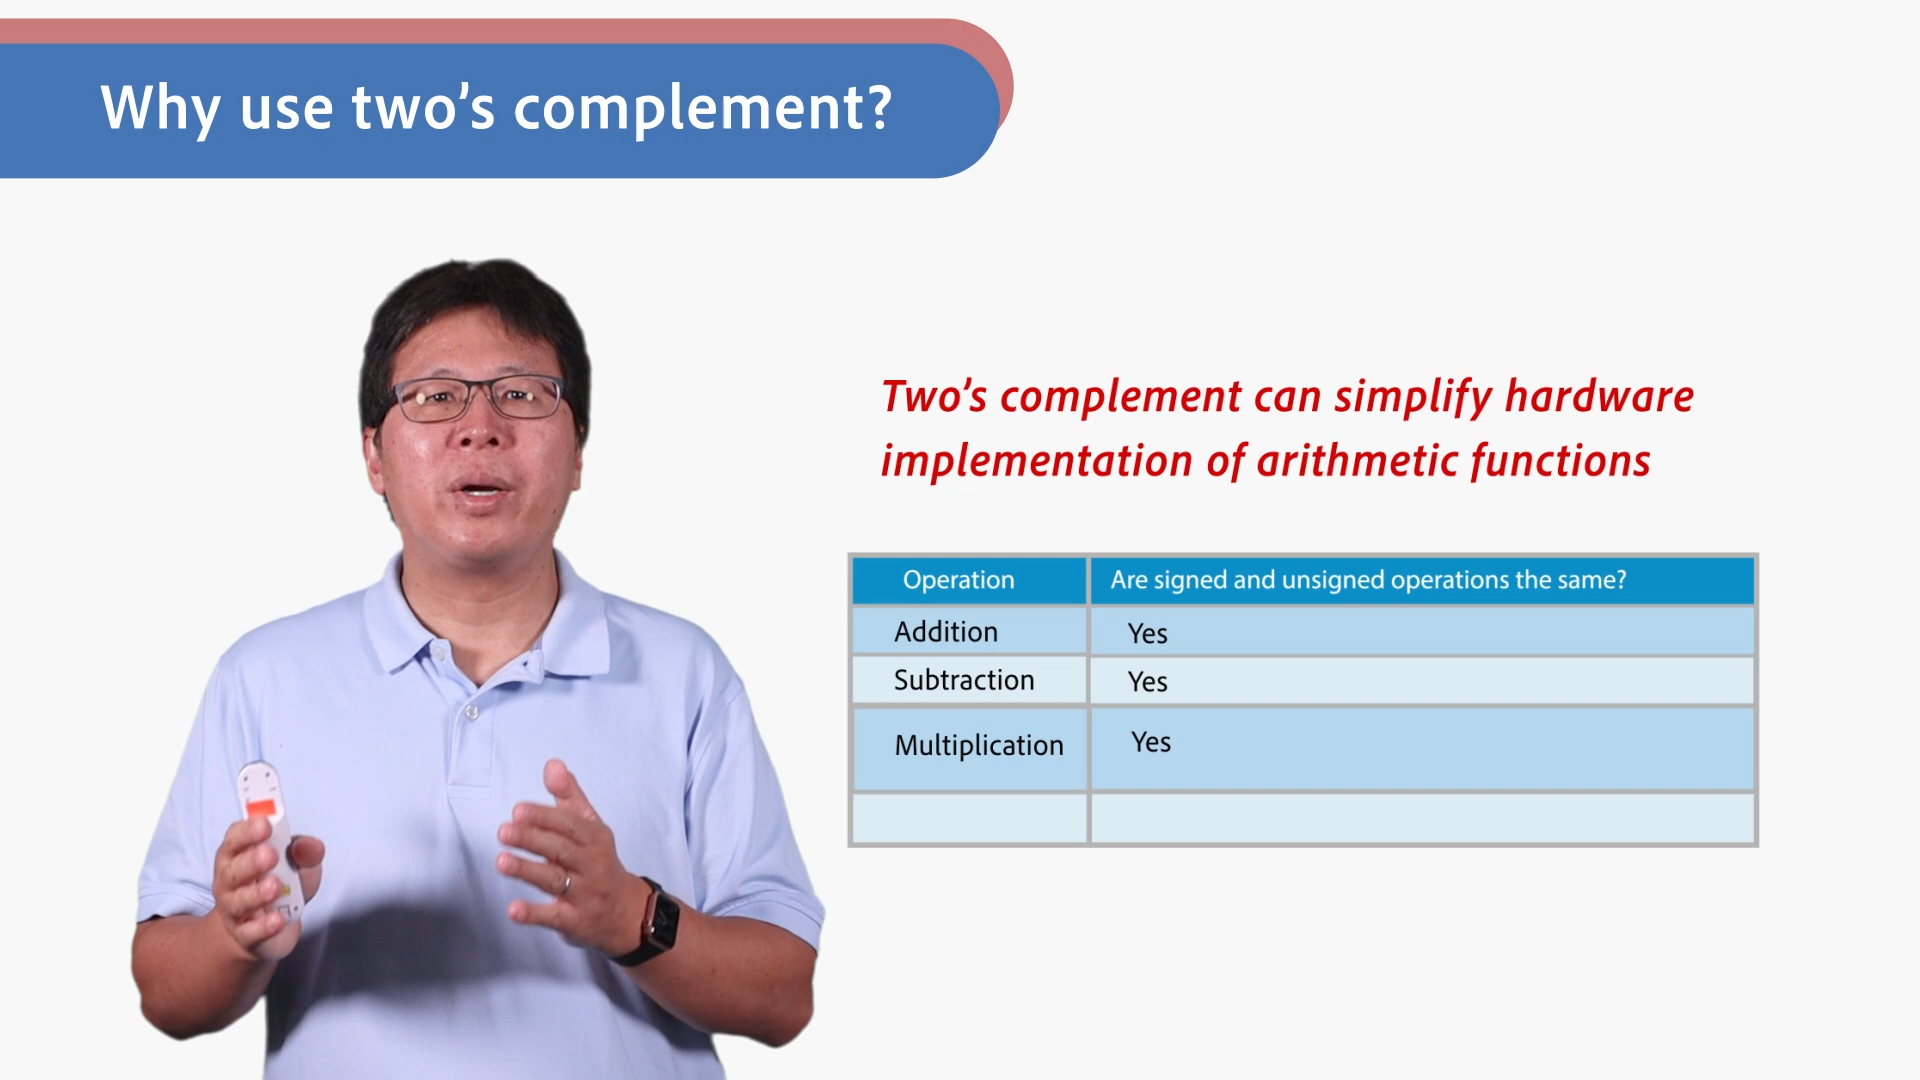 Why use two's complement?
Two's complement can simplify hardware
implementation of arithmetic functions
Operation Are signed and unsigned operations the same?
Addition Yes
Subtraction Yes
Multiplication Yes